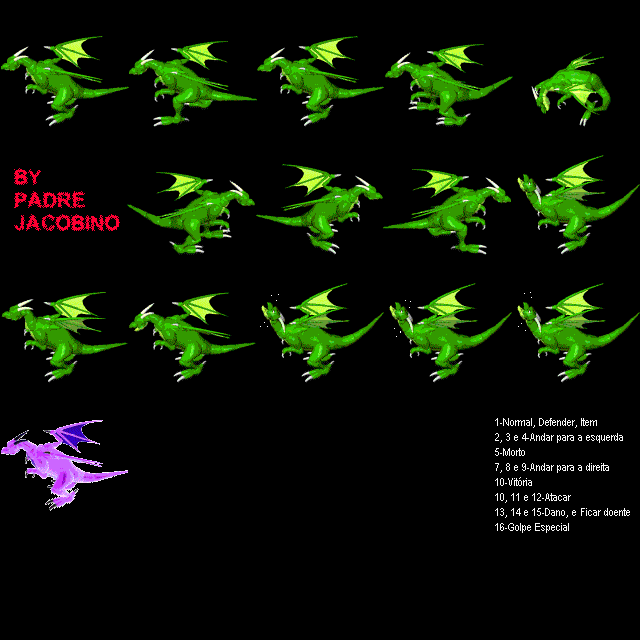 BY
PADRE
JACOBINO
1-Normal, Defender, Item
2, 3 e 4-Andar para a esquerda
5-Morto
7, 8 e 9-Andar para a direita
10-Vitória
10, 11 e 12-Atacar
13, 14 e 15-Dano, e Ficar doente
16-Golpe Especial